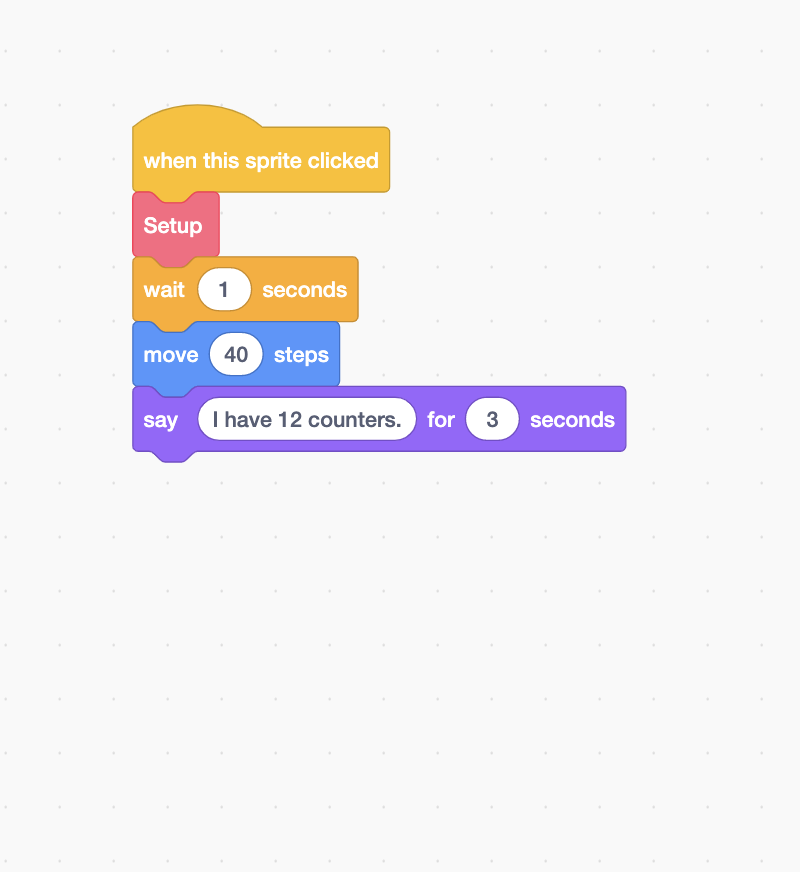 when this sprite clicked
Setup
wait 1 seconds
move 40 steps
say I have 12 counters. for 3 seconds